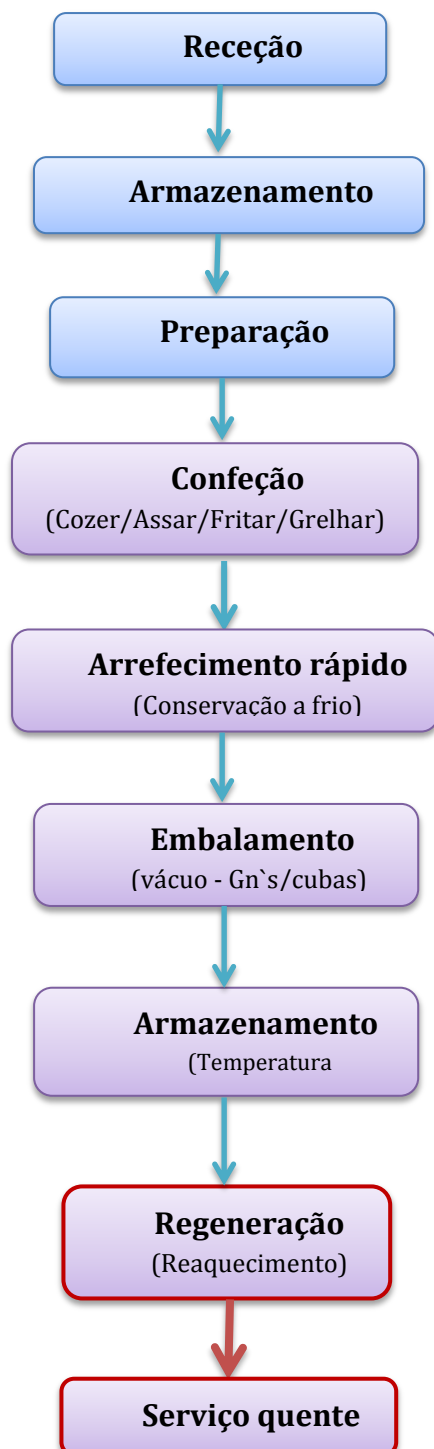 Receção
Armazenamento
Preparação
Confeção
(Cozer/Assar/Fritar/Grelhar)
Arrefecimento rápido
(Conservação a frio)
Embalamento
(vácuo - Gn`s/cubas)
Armazenamento
(Temperatura
Regeneração
(Reaquecimento)
Serviço quente